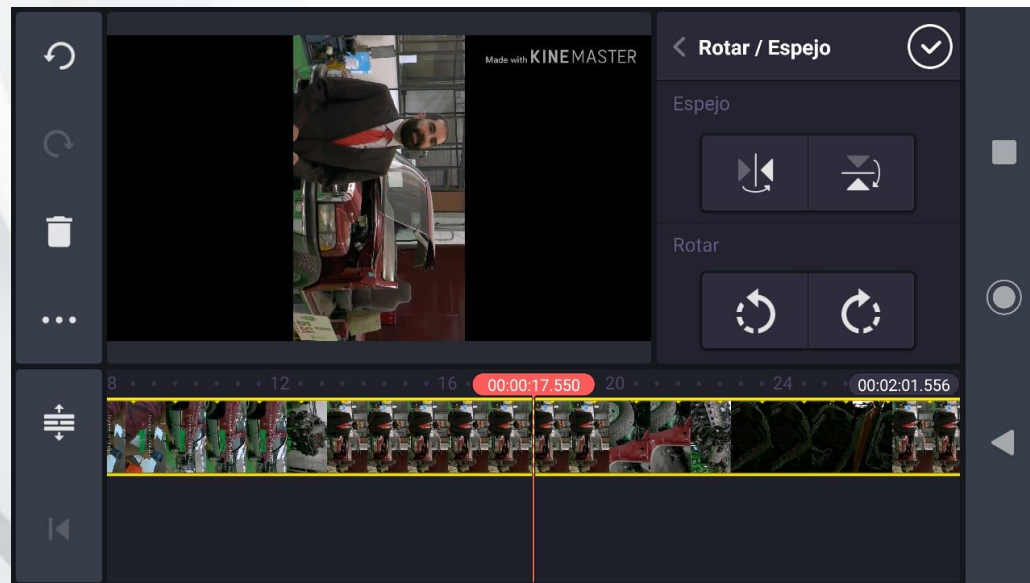 Made with KINEMASTER
Rotar / Espejo
Espejo
Rotar
8 12 16 00:00:17.550 20 24 00:02:01.556